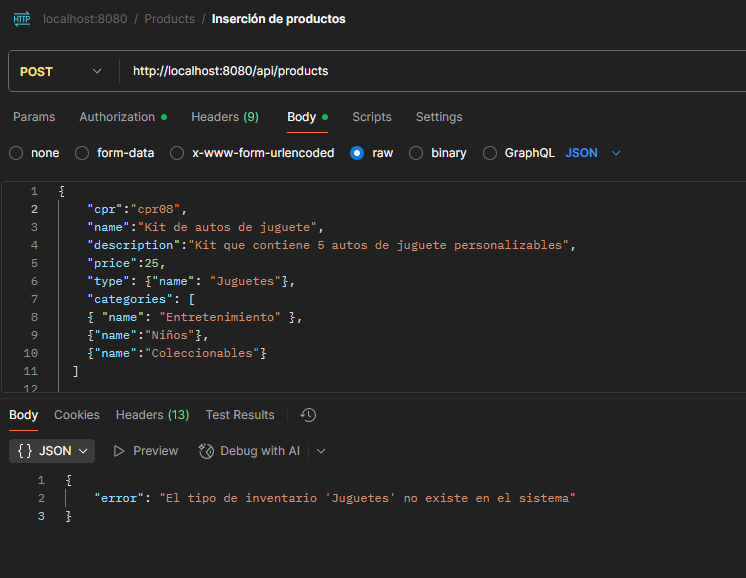 HTTP localhost:8080 / Products / Inserción de productos
POST http://localhost:8080/api/products
Params Authorization Headers (9) Body Scripts Settings
none form-data x-www-form-urlencoded raw binary GraphQL JSON
1 {
2 "cpr":"cpr08",
3 "name":"Kit de autos de juguete",
4 "description":"Kit que contiene 5 autos de juguete personalizables",
5 "price":25,
6 "type": {"name": "Juguetes"},
7 "categories": [
8 { "name": "Entretenimiento" },
9 {"name":"Niños"},
10 {"name":"Coleccionables"}
11 ]
12
Body Cookies Headers (13) Test Results
{} JSON Preview Debug with AI
1 {
2 "error": "El tipo de inventario 'Juguetes' no existe en el sistema"
3 }